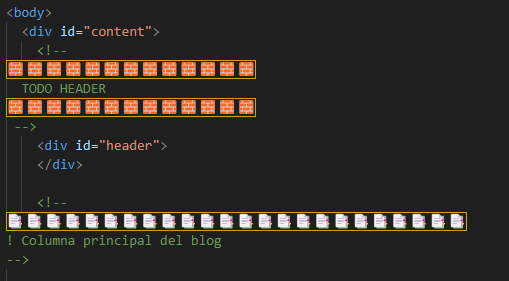 <body>
<div id="content">
<!--
🧱🧱🧱🧱🧱🧱🧱🧱🧱🧱🧱🧱🧱
TODO HEADER
🧱🧱🧱🧱🧱🧱🧱🧱🧱🧱🧱🧱🧱
-->
<div id="header">
</div>
<!--
📑📑📑📑📑📑📑📑📑📑📑📑📑📑📑📑📑📑📑📑📑📑📑📑
! Columna principal del blog
-->